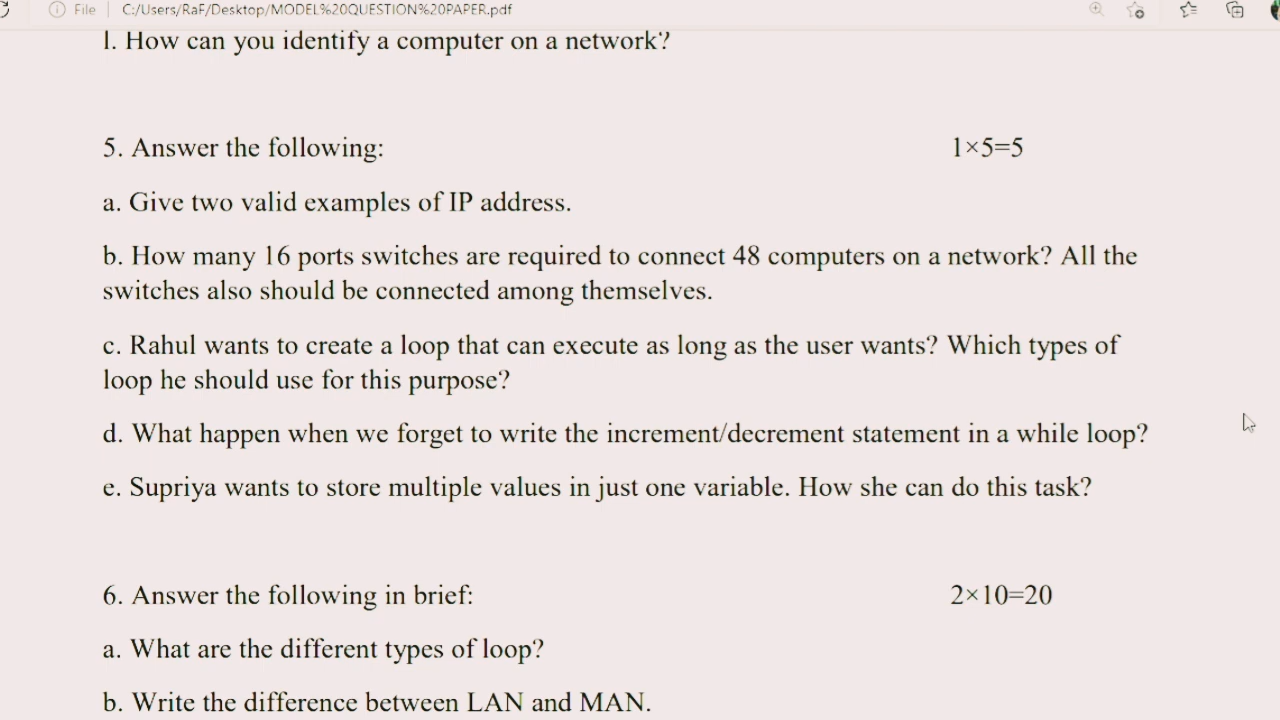 File C:/Users/RaF/Desktop/MODEL%20QUESTION%20PAPER.pdf
l. How can you identify a computer on a network?
5. Answer the following: 1×5=5
a. Give two valid examples of IP address.
b. How many 16 ports switches are required to connect 48 computers on a network? All the
switches also should be connected among themselves.
c. Rahul wants to create a loop that can execute as long as the user wants? Which types of
loop he should use for this purpose?
d. What happen when we forget to write the increment/decrement statement in a while loop?
e. Supriya wants to store multiple values in just one variable. How she can do this task?
6. Answer the following in brief: 2×10=20
a. What are the different types of loop?
b. Write the difference between LAN and MAN.